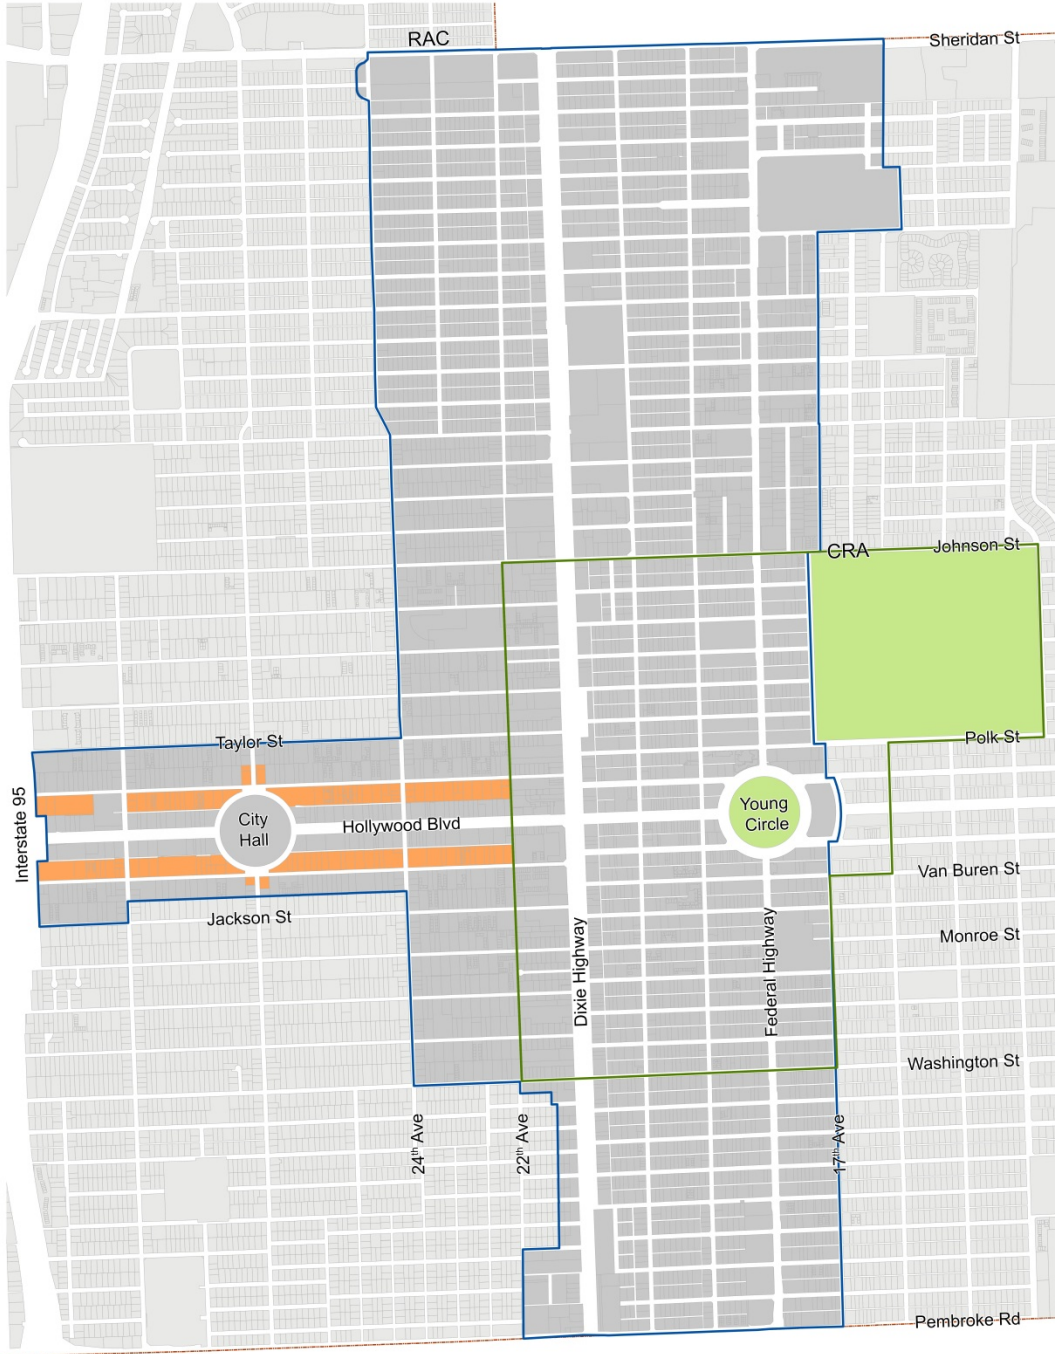 RAC
Sheridan St
CRA
Johnson St
Taylor St
Polk St
Interstate 95
City
Hall
Hollywood Blvd
Young
Circle
Van Buren St
Jackson St
Monroe St
Dixie Highway
Federal Highway
Washington St
24th Ave
22th Ave
17th Ave
Pembroke Rd